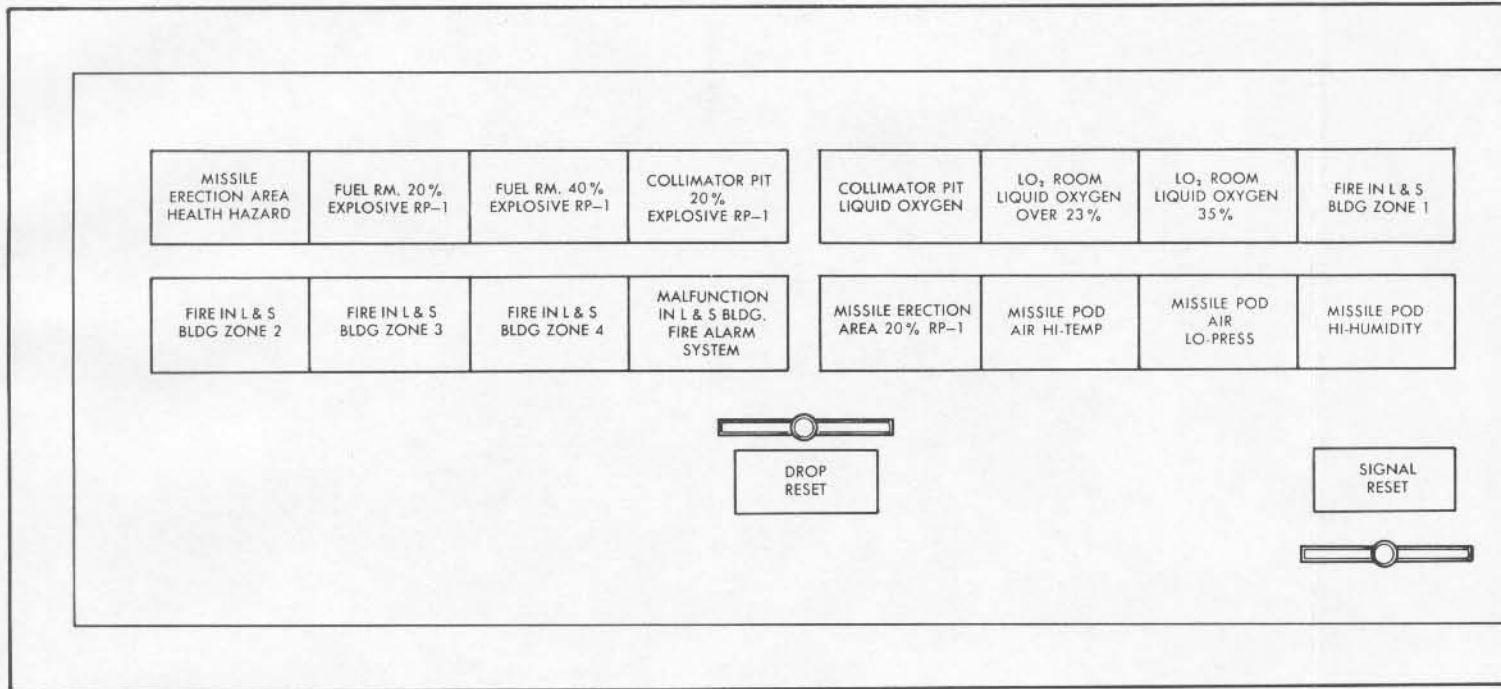 MISSILE
ERECTION AREA
HEALTH HAZARD
FUEL RM. 20%
EXPLOSIVE RP–1
FUEL RM. 40%
EXPLOSIVE RP–1
COLLIMATOR PIT
20%
EXPLOSIVE RP–1
COLLIMATOR PIT
LIQUID OXYGEN
LO₂ ROOM
LIQUID OXYGEN
OVER 23%
LO₂ ROOM
LIQUID OXYGEN
35%
FIRE IN L & S
BLDG ZONE 1
FIRE IN L & S
BLDG ZONE 2
FIRE IN L & S
BLDG ZONE 3
FIRE IN L & S
BLDG ZONE 4
MALFUNCTION
IN L & S BLDG.
FIRE ALARM
SYSTEM
MISSILE ERECTION
AREA 20% RP–1
MISSILE POD
AIR HI-TEMP
MISSILE POD
AIR
LO-PRESS
MISSILE POD
HI-HUMIDITY
DROP
RESET
SIGNAL
RESET